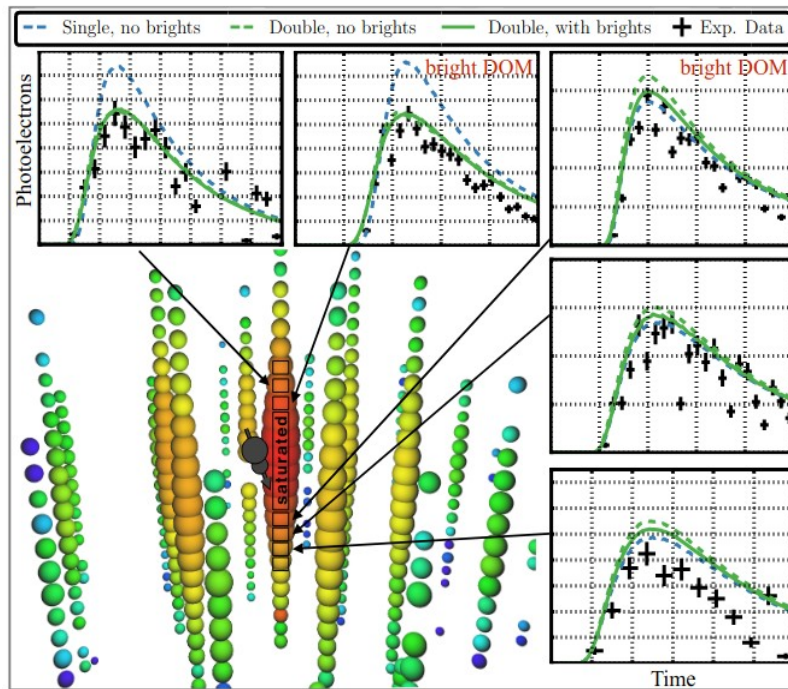 Single, no brights Double, no brights Double, with brights Exp. Data
bright DOM
bright DOM
Photoelectrons
saturated
Time